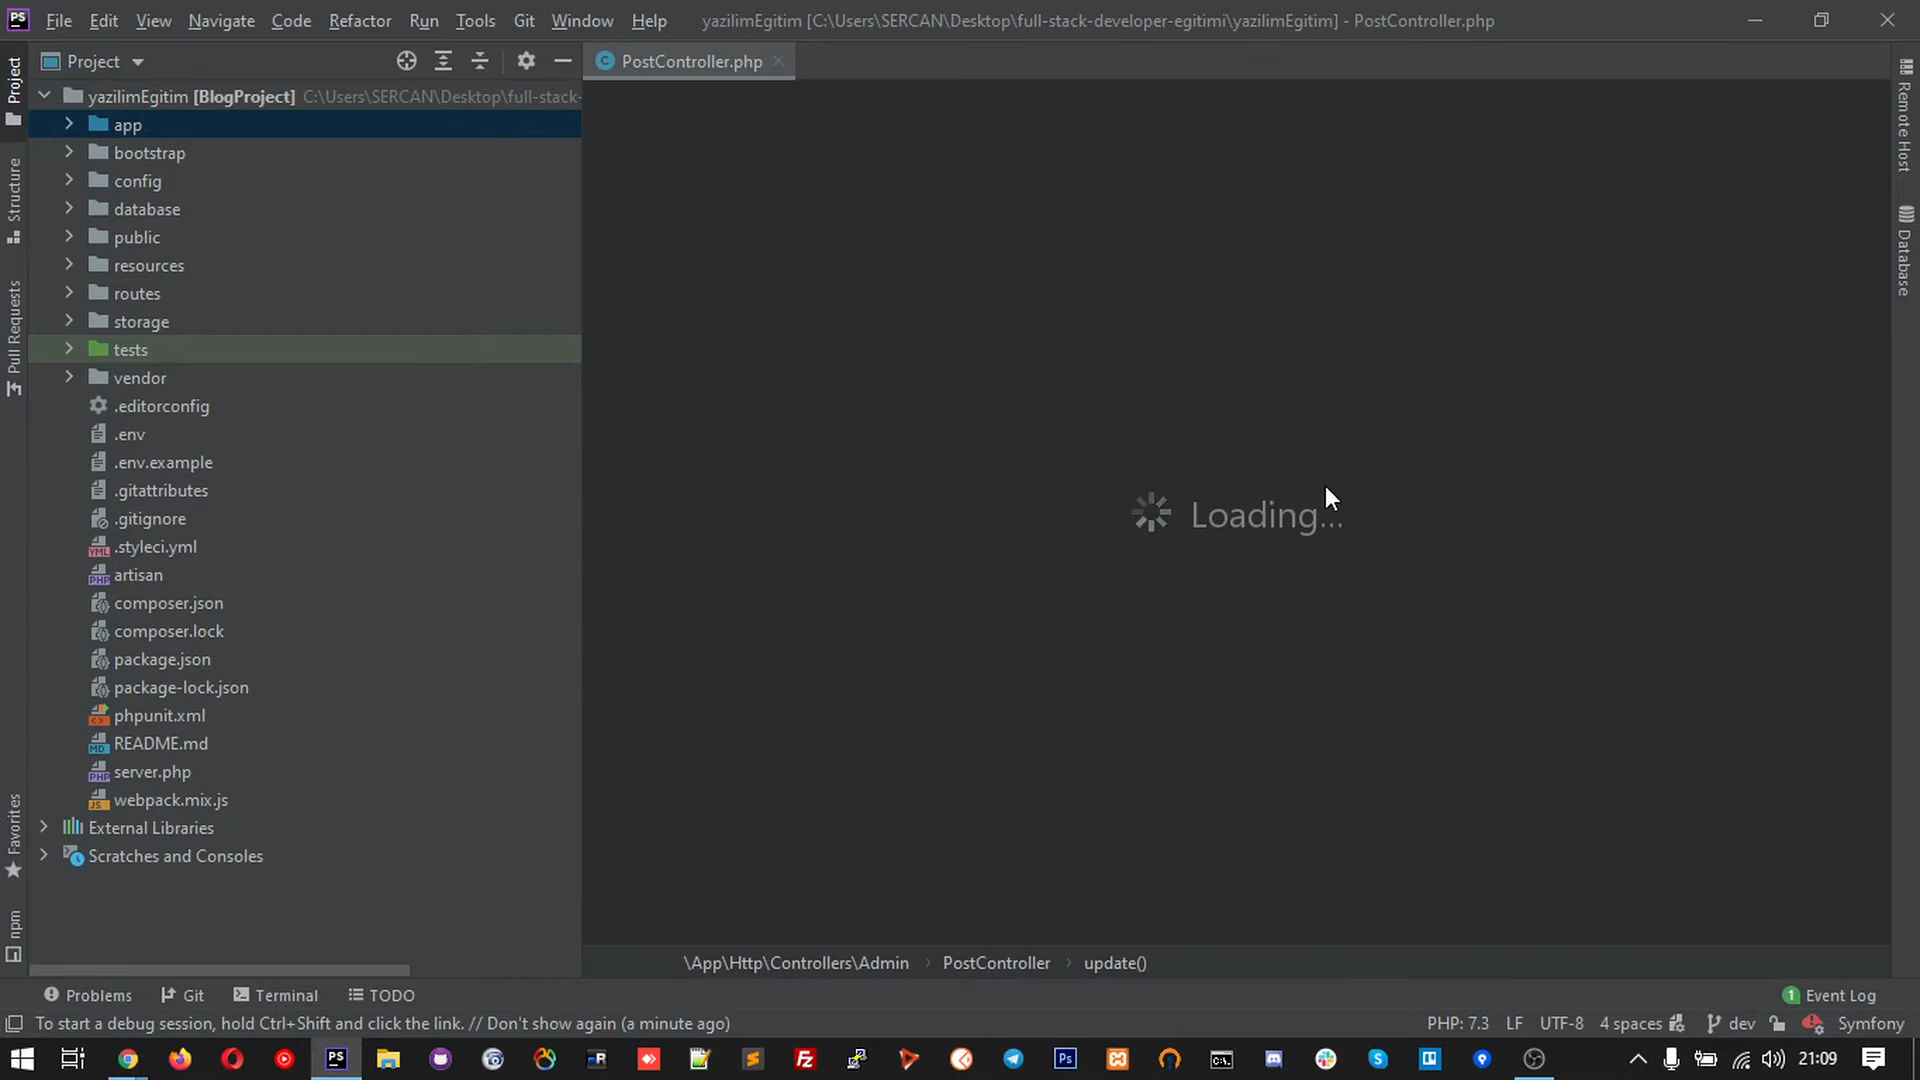 PS File Edit View Navigate Code Refactor Run Tools Git Window Help yazilimEgitim [C:\Users\SERCAN\Desktop\full-stack-developer-egitimi\yazilimEgitim] - PostController.php
Project
PostController.php
yazilimEgitim [BlogProject] C:\Users\SERCAN\Desktop\full-stack-
app
bootstrap
config
database
public
resources
routes
storage
tests
vendor
.editorconfig
.env
.env.example
.gitattributes
.gitignore
.styleci.yml
artisan
composer.json
composer.lock
package.json
package-lock.json
phpunit.xml
README.md
server.php
webpack.mix.js
External Libraries
Scratches and Consoles
Project
Structure
Pull Requests
Favorites
npm
Loading...
Remote Host
Database
\App\Http\Controllers\Admin › PostController › update()
Problems Git Terminal TODO
1 Event Log
To start a debug session, hold Ctrl+Shift and click the link. // Don't show again (a minute ago)
PHP: 7.3 LF UTF-8 4 spaces dev Symfony
21:09